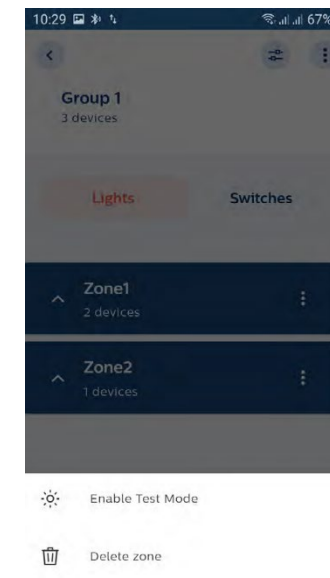 10:29 67%
Group 1
3 devices
Lights Switches
Zone1
2 devices
Zone2
1 devices
Enable Test Mode
Delete zone